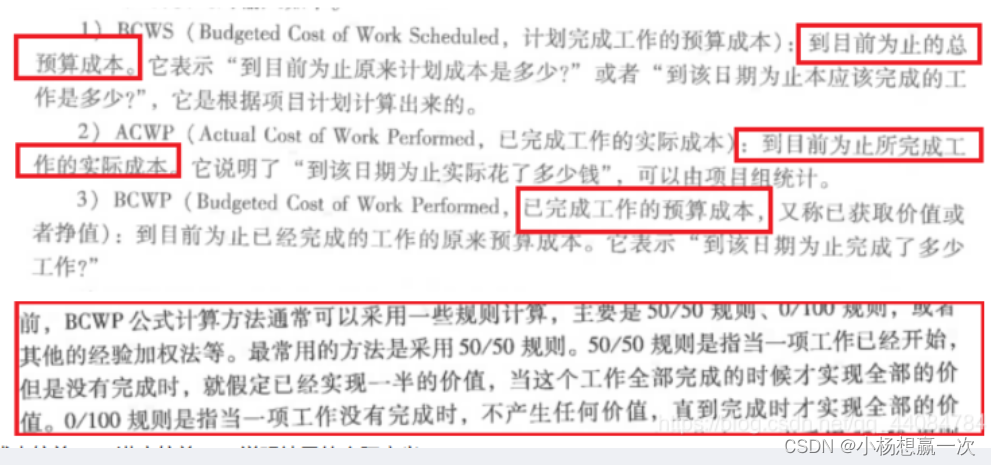 1）BCWS（Budgeted Cost of Work Scheduled，计划完成工作的预算成本）：到目前为止的总
预算成本。它表示“到目前为止原来计划成本是多少?”或者“到该日期为止本应该完成的工
作是多少?”，它是根据项目计划计算出来的。
2）ACWP（Actual Cost of Work Performed，已完成工作的实际成本）：到目前为止所完成工
作的实际成本。它说明了“到该日期为止实际花了多少钱”，可以由项目组统计。
3）BCWP（Budgeted Cost of Work Performed，已完成工作的预算成本，又称已获取价值或
者挣值）：到目前为止已经完成的工作的原来预算成本。它表示“到该日期为止完成了多少
工作?”
前，BCWP 公式计算方法通常可以采用一些规则计算，主要是 50/50 规则、0/100 规则，或者
其他的经验加权法等。最常用的方法是采用 50/50 规则。50/50 规则是指当一项工作已经开始，
但是没有完成时，就假定已经实现一半的价值，当这个工作全部完成的时候才实现全部的价
值。0/100 规则是指当一项工作没有完成时，不产生任何价值，直到完成时才实现全部的价
CSDN @小杨想赢一次